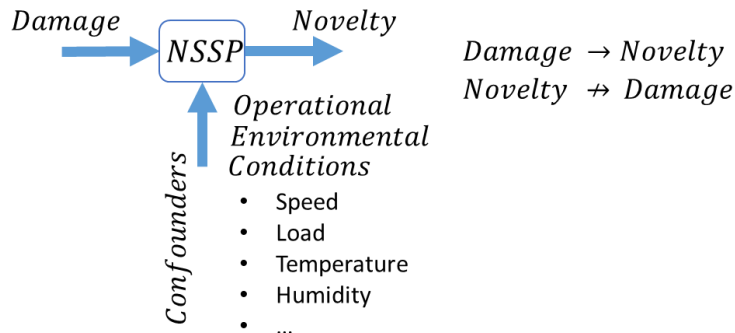 Damage
Novelty
NSSP
Damage → Novelty
Novelty ↛ Damage
Operational
Environmental
Conditions
Confounders
• Speed
• Load
• Temperature
• Humidity
• ...